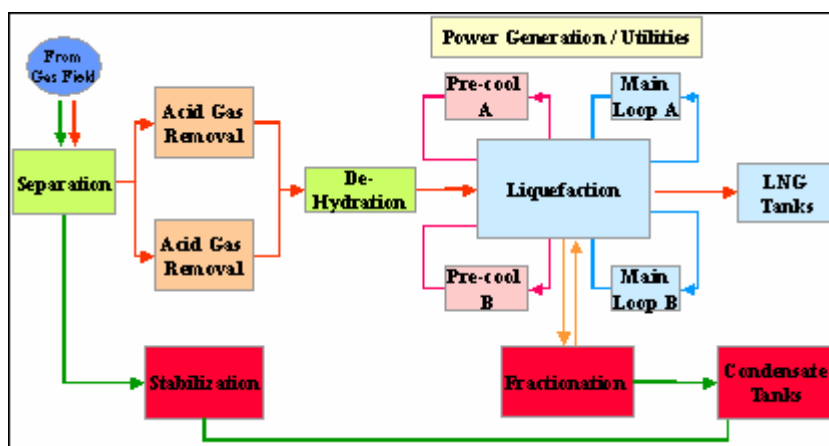 Power Generation / Utilities
From
Gas Field
Acid Gas
Removal
Pre-cool
A
Main
Loop A
Separation
De-
Hydration
Liquefaction
LNG
Tanks
Acid Gas
Removal
Pre-cool
B
Main
Loop B
Stabilization
Fractionation
Condensate
Tanks